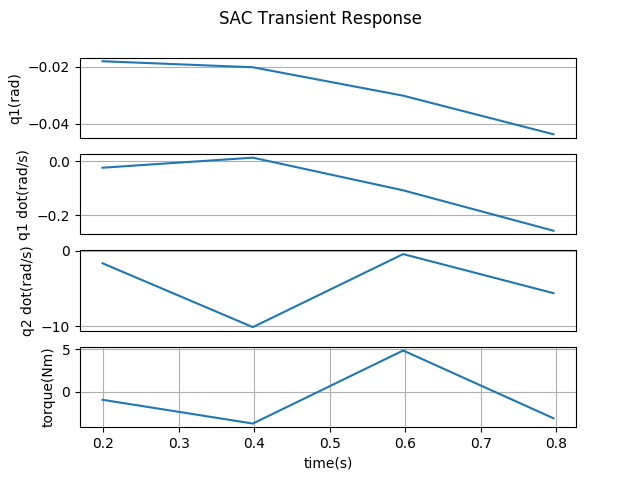 SAC Transient Response
q1(rad)
−0.02
−0.04
q1 dot(rad/s)
0.0
−0.2
q2 dot(rad/s)
0
−10
torque(Nm)
5
0
0.2 0.3 0.4 0.5 0.6 0.7 0.8
time(s)